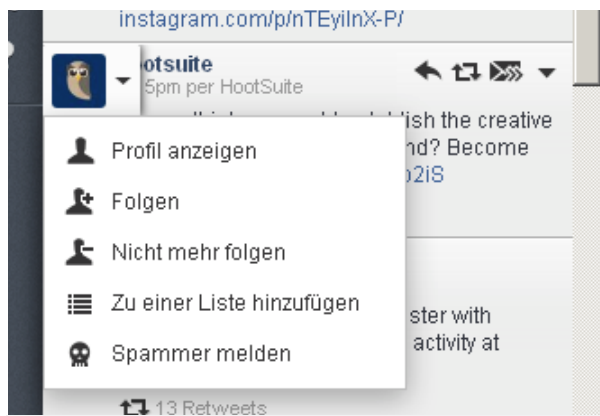 instagram.com/p/nTEyiInX-P/
otsuite
5pm per HootSuite
ish the creative
nd? Become
o2iS
Profil anzeigen
Folgen
Nicht mehr folgen
Zu einer Liste hinzufügen
Spammer melden
ster with
activity at
13 Retweets